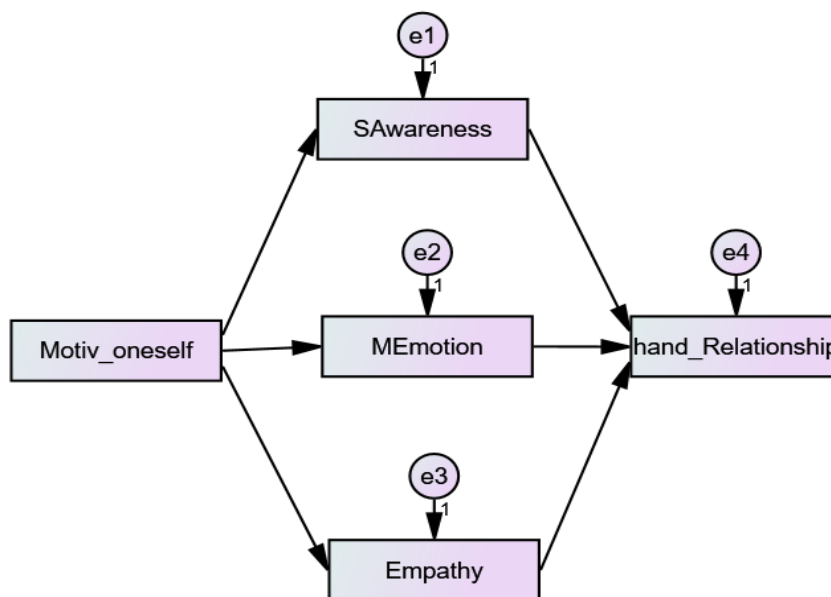 e1
1
SAwareness
e2
1
e4
1
Motiv_oneself
MEmotion
hand_Relationship
e3
1
Empathy